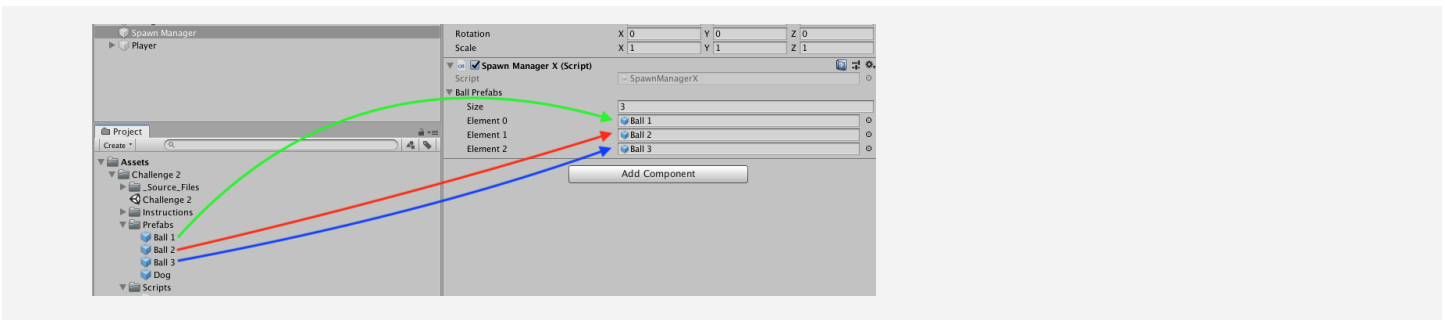 Spawn Manager
Player
Project
Create
Assets
Challenge 2
_Source_Files
Challenge 2
Instructions
Prefabs
Ball 1
Ball 2
Ball 3
Dog
Scripts
Rotation X 0 Y 0 Z 0
Scale X 1 Y 1 Z 1
Spawn Manager X (Script)
Script SpawnManagerX
Ball Prefabs
Size 3
Element 0 Ball 1
Element 1 Ball 2
Element 2 Ball 3
Add Component